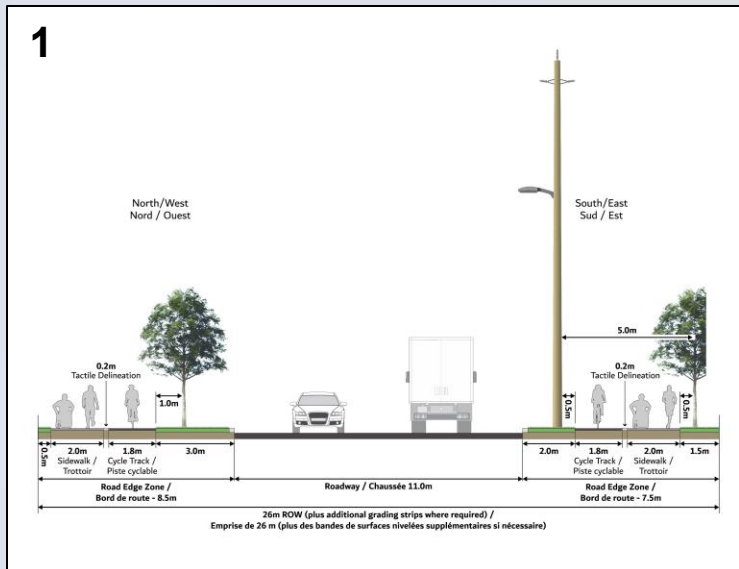 1
North/West
Nord / Ouest
South/East
Sud / Est
5.0m
0.2m
Tactile Delineation
1.0m
0.2m
Tactile Delineation
0.5m
0.5m
0.5m
2.0m
Sidewalk /
Trottoir
1.8m
Cycle Track /
Piste cyclable
3.0m
2.0m
1.8m
Cycle Track /
Piste cyclable
2.0m
Sidewalk /
Trottoir
1.5m
Road Edge Zone /
Bord de route - 8.5m
Roadway / Chaussée 11.0m
Road Edge Zone /
Bord de route - 7.5m
26m ROW (plus additional grading strips where required) /
Emprise de 26 m (plus des bandes de surfaces nivelées supplémentaires si nécessaire)